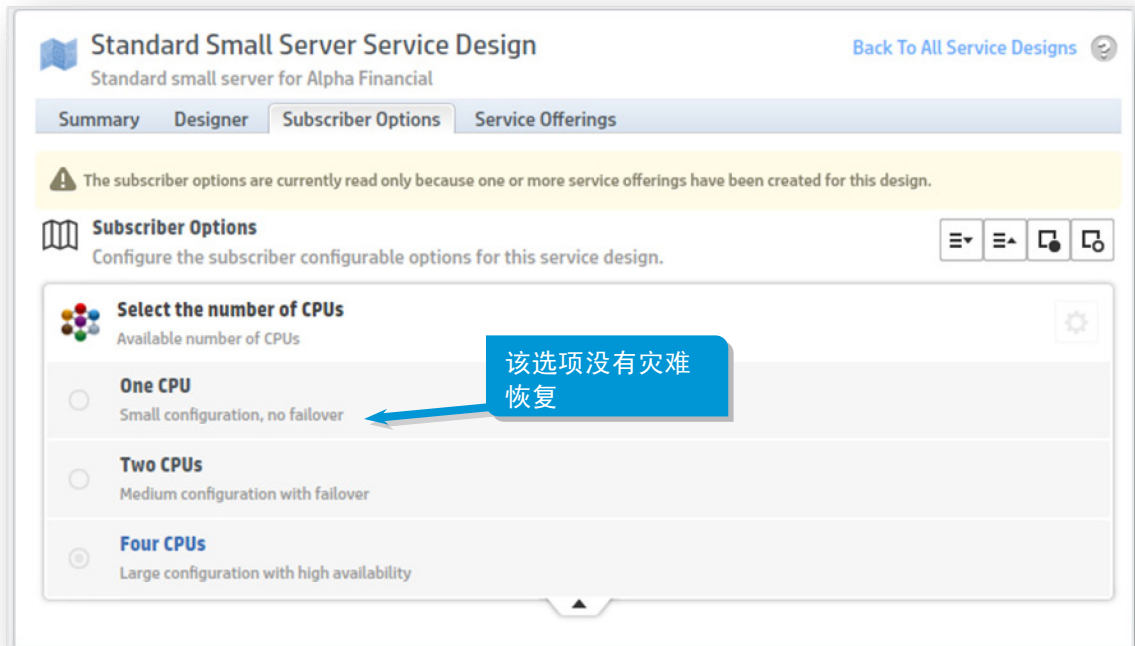 Standard Small Server Service Design
Back To All Service Designs
Standard small server for Alpha Financial
Summary Designer Subscriber Options Service Offerings
The subscriber options are currently read only because one or more service offerings have been created for this design.
Subscriber Options
Configure the subscriber configurable options for this service design.
Select the number of CPUs
Available number of CPUs
该选项没有灾难
恢复
One CPU
Small configuration, no failover
Two CPUs
Medium configuration with failover
Four CPUs
Large configuration with high availability